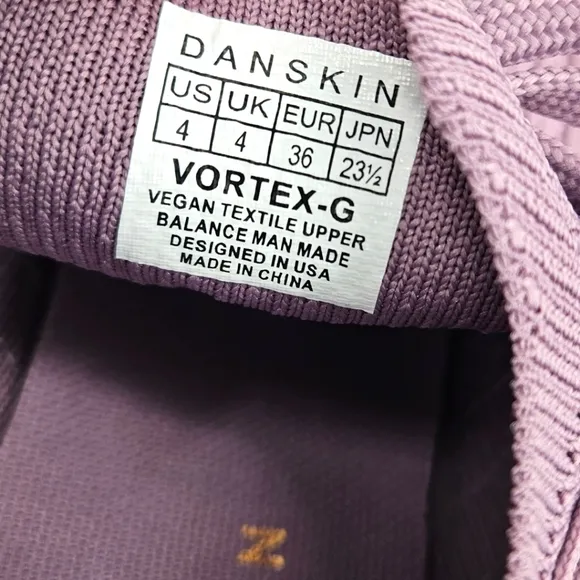 DANSKIN
US UK EUR JPN
4 4 36 23½
VORTEX-G
VEGAN TEXTILE UPPER
BALANCE MAN MADE
DESIGNED IN USA
MADE IN CHINA
N